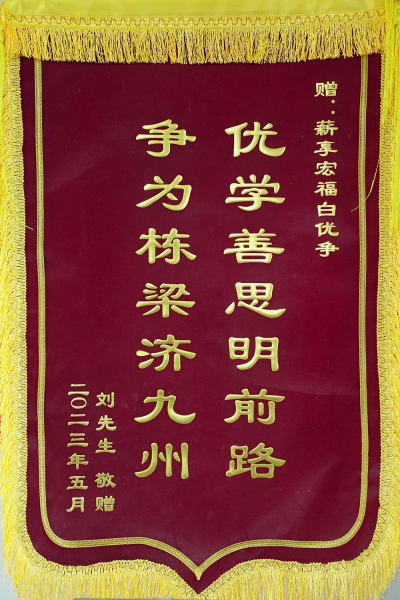 赠：薪享宏福白优争
优学善思明前路
争为栋梁济九州
刘先生 敬赠
二〇二三年五月